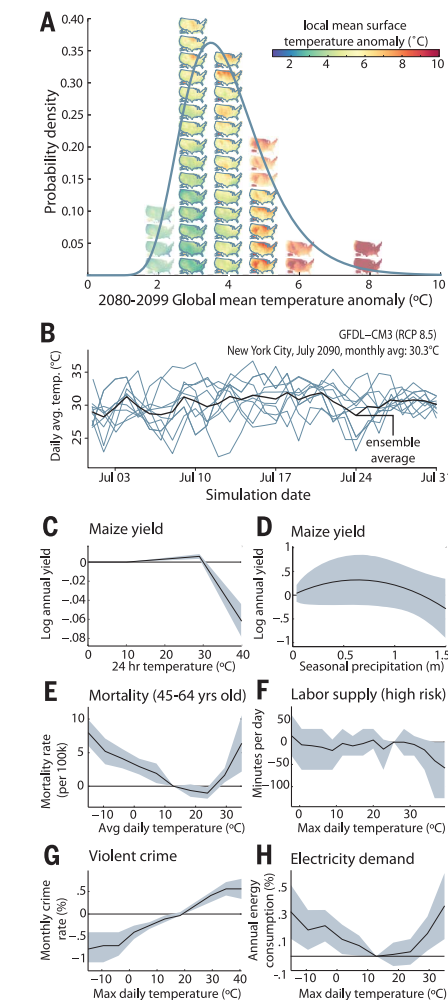 A
local mean surface
temperature anomaly (˚C)
2 4 6 8 10
Probability density
0.40
0.35
0.30
0.25
0.20
0.15
0.10
0.05
0 2 4 6 8 10
2080-2099 Global mean temperature anomaly (ºC)
B
GFDL–CM3 (RCP 8.5)
New York City, July 2090, monthly avg: 30.3°C
Daily avg. temp. (°C)
35
30
25
ensemble
average
Jul 03 Jul 10 Jul 17 Jul 24 Jul 31
Simulation date
C Maize yield
Log annual yield
0
−.02
−.04
−.06
−.08
0 10 20 30 40
24 hr temperature (ºC)
D Maize yield
Log annual yield
1
.5
0
−.5
−1
0 0.5 1.0 1.5
Seasonal precipitation (m)
E Mortality (45-64 yrs old)
Mortality rate
(per 100k)
10
5
0
−10 0 10 20 30
Avg daily temperature (ºC)
F Labor supply (high risk)
Minutes per day
50
0
−50
−100
0 10 20 30 40
Max daily temperature (ºC)
G Violent crime
Monthly crime
rate (%)
.5
0
−.5
−1
−10 0 10 20 30 40
Max daily temperature (ºC)
H Electricity demand
Annual energy
consumption (%)
.5
.3
.1
-.1
−10 0 10 20 30
Max daily temperature (ºC)